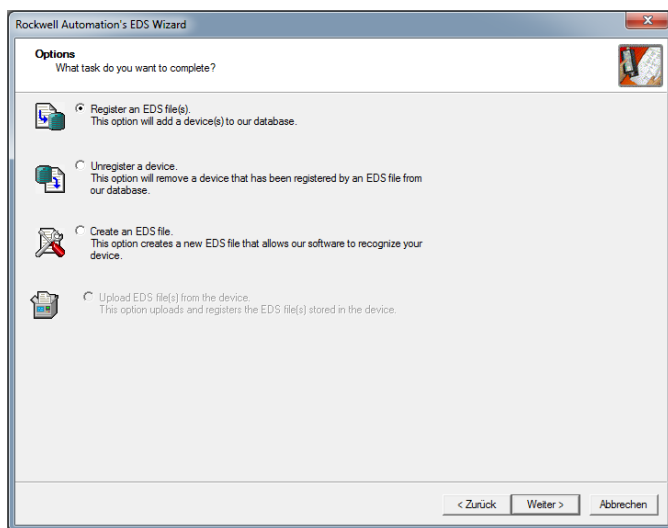 Rockwell Automation's EDS Wizard
Options
What task do you want to complete?
Register an EDS file(s).
This option will add a device(s) to our database.
Unregister a device.
This option will remove a device that has been registered by an EDS file from
our database.
Create an EDS file.
This option creates a new EDS file that allows our software to recognize your
device.
Upload EDS file(s) from the device.
This option uploads and registers the EDS file(s) stored in the device.
< Zurück Weiter > Abbrechen